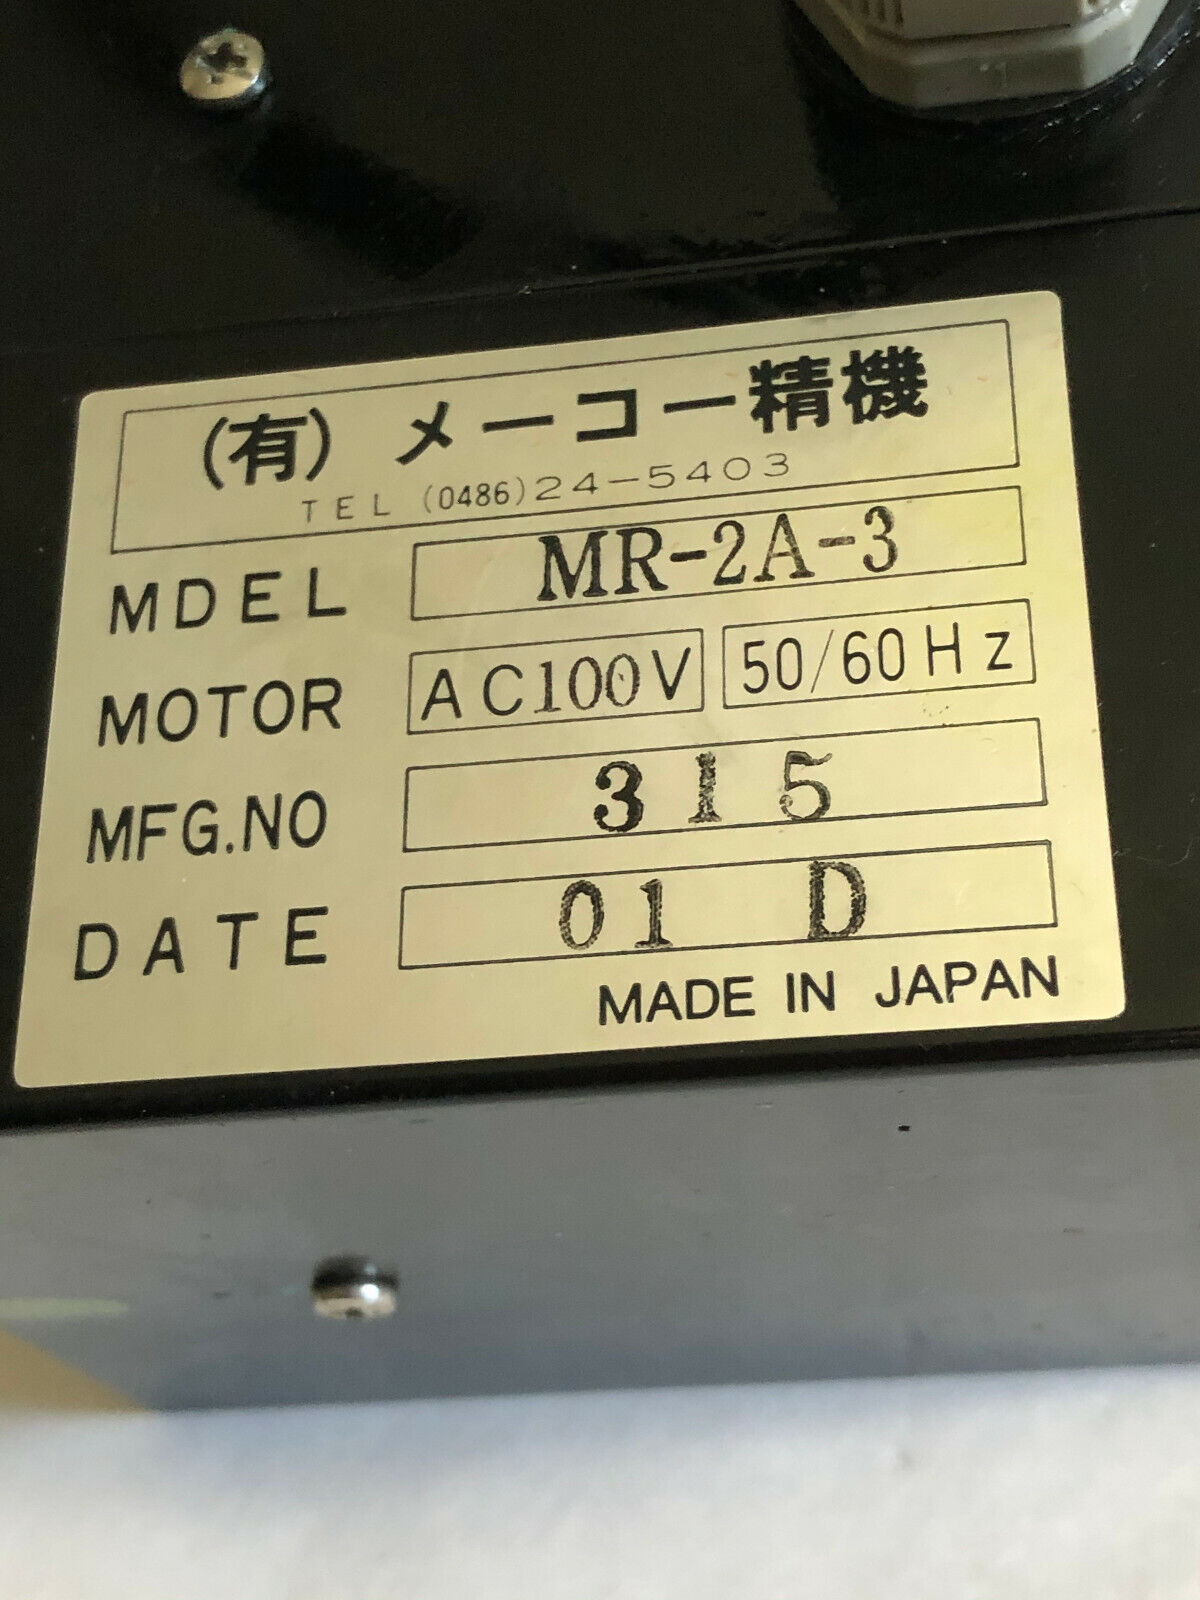 (有)メーコー精機
TEL (0486)24-5403
MDEL MR-2A-3
MOTOR AC100V 50/60Hz
MFG.NO 315
DATE 01 D
MADE IN JAPAN